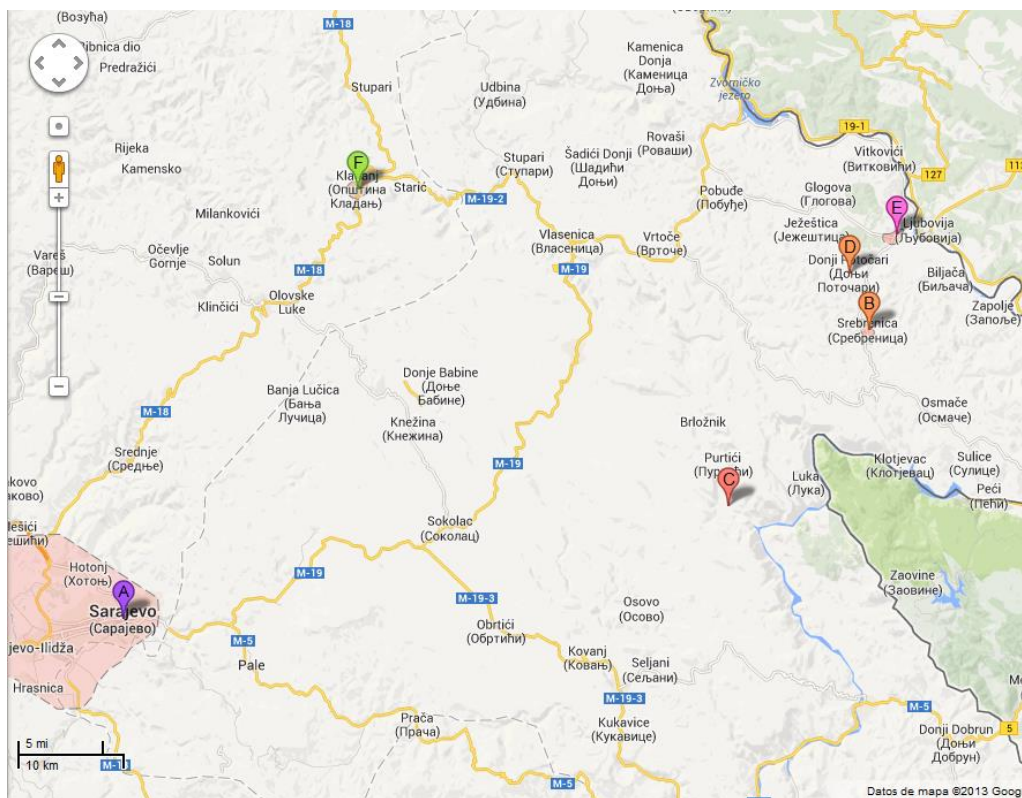 (Возућа)
Ribnica dio
Predražići
M-18
Stupari
Udbina
(Удбина)
Kamenica
Donja
(Каменица
Доња)
Zvorničko
jezero
19-1
Rijeka
Kamensko
F
Kladanj
(Општина
Кладањ)
Starić
M-19-2
Stupari
(Ступари)
Šadići Donji
(Шадићи
Доњи)
Rovaši
(Роваши)
Vitkovići
(Витковићи)
127
Pobuđe
(Побуђе)
Glogova
(Глогова)
E
Ljubovija
(Љубовија)
Milankovići
Vareš
(Вареш)
Očevlje
Gornje
Solun
M-18
Vlasenica
(Власеница)
Vrtoče
(Врточе)
Ježeštica
(Јежештица)
D
Donji Potočari
(Доњи
Поточари)
M-19
Biljača
(Биљача)
Klinčići
Olovske
Luke
B
Srebrenica
(Сребреница)
Zapolje
(Запоље)
Donje Babine
(Доње
Бабине)
Banja Lučica
(Бања
Лучица)
M-18
Knežina
(Кнежина)
Brložnik
Osmače
(Осмаче)
Srednje
(Средње)
M-19
Purtići
C
Luka
(Лука)
Klotjevac
(Клотјевац)
Sulice
(Сулице)
Peći
(Пећи)
Sokolac
(Соколац)
Hotonj
(Хотоњ)
M-19
M-19-3
Zaovine
(Заовине)
A
Sarajevo
(Сарајево)
Osovo
(Осово)
Obrtići
(Обртићи)
M-5
Pale
Kovanj
(Ковањ)
Seljani
(Сељани)
Hrasnica
M-19-3
M-5
Prača
(Прача)
Kukavice
(Кукавице)
Donji Dobrun
(Доњи
Добрун)
5
5 mi
10 km
M-5
Datos de mapa ©2013 Goog